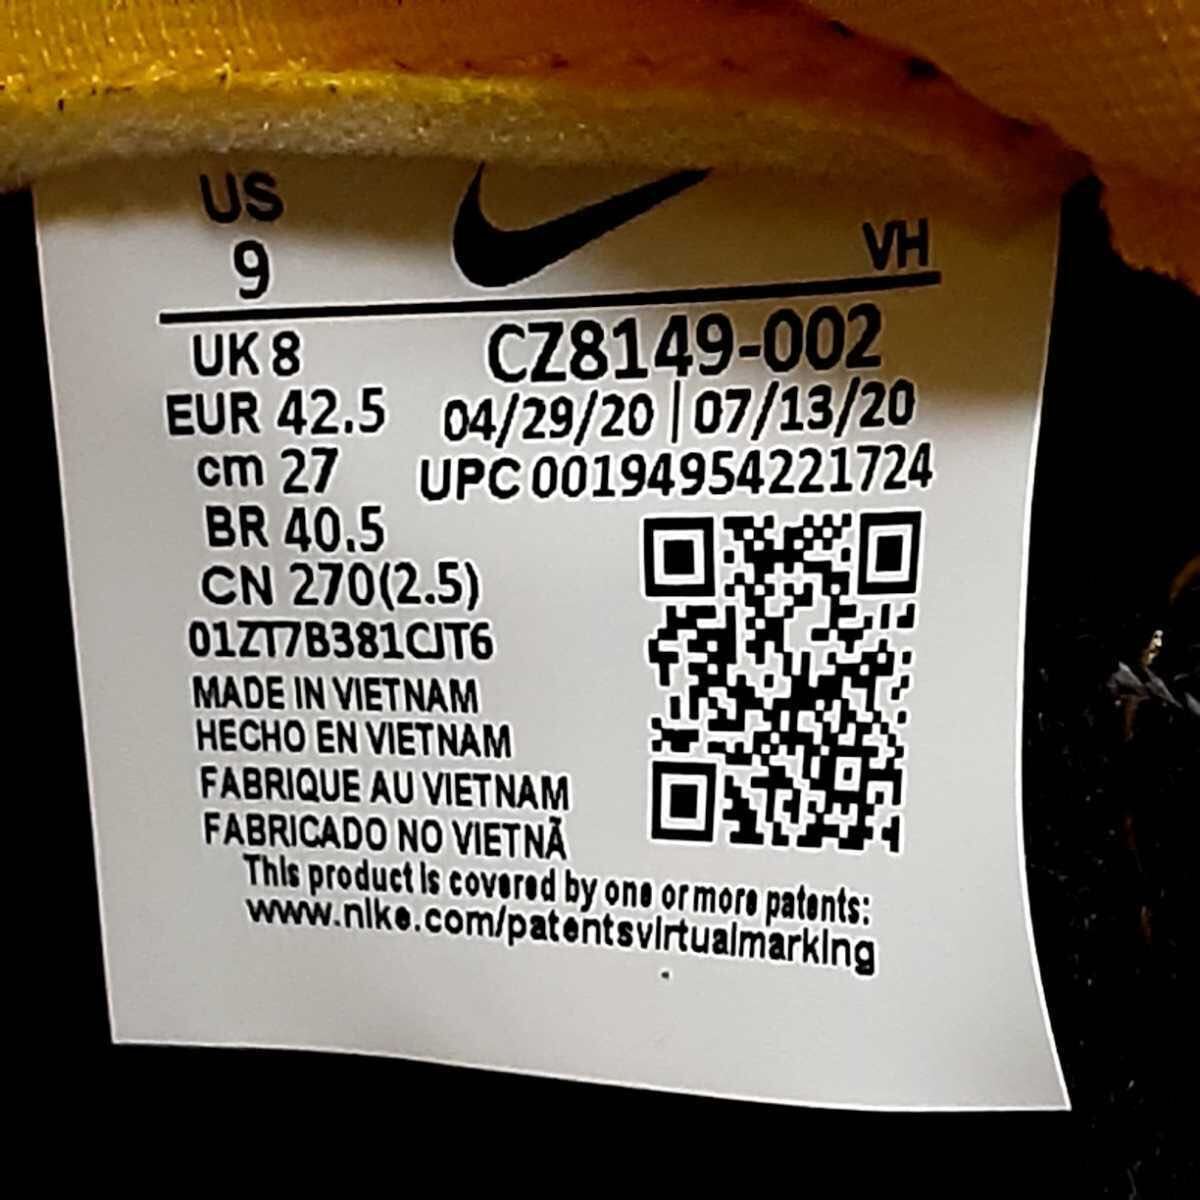 US
9
VH
UK 8
CZ8149-002
EUR 42.5
04/29/20 | 07/13/20
cm 27
UPC 00194954221724
BR 40.5
CN 270(2.5)
01ZT7B381CJT6
MADE IN VIETNAM
HECHO EN VIETNAM
FABRIQUE AU VIETNAM
FABRICADO NO VIETNÃ
This product is covered by one or more patents:
www.nike.com/patentsvirtualmarking